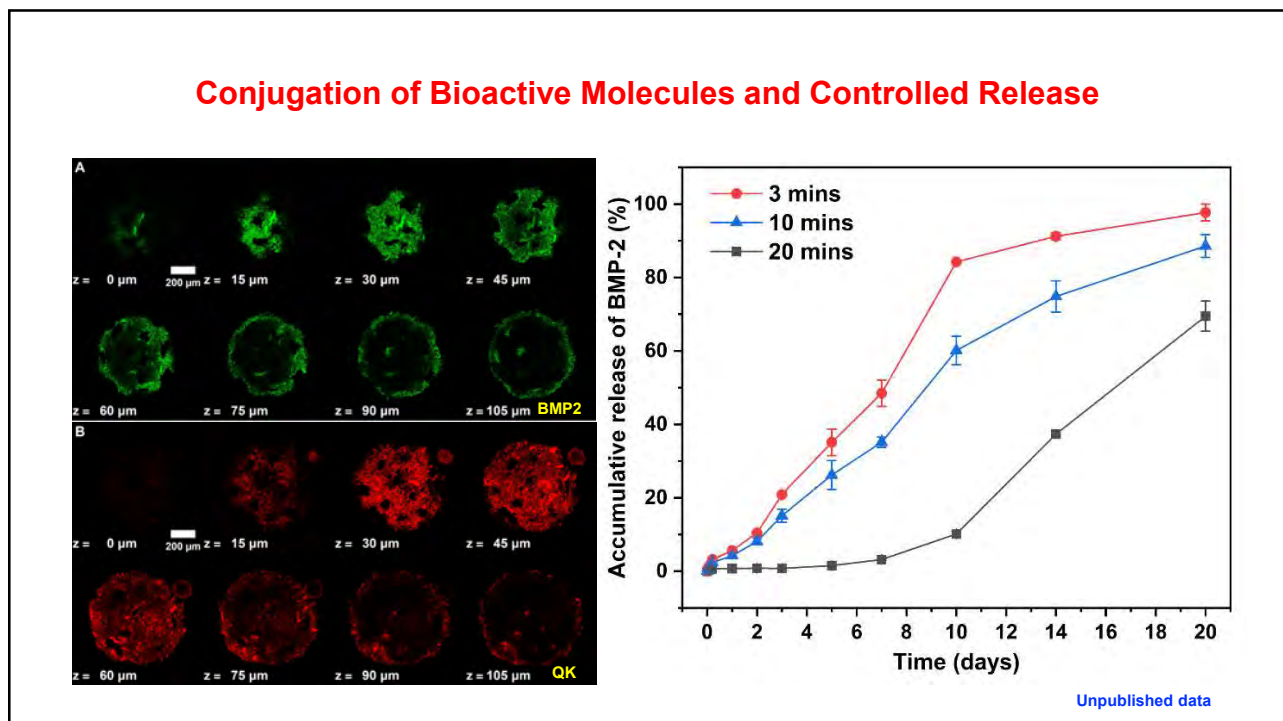 Conjugation of Bioactive Molecules and Controlled Release
A
z = 0 µm
200 µm
z = 15 µm
z = 30 µm
z = 45 µm
z = 60 µm
z = 75 µm
z = 90 µm
z = 105 µm
BMP2
B
z = 0 µm
200 µm
z = 15 µm
z = 30 µm
z = 45 µm
z = 60 µm
z = 75 µm
z = 90 µm
z = 105 µm
QK
Accumulative release of BMP-2 (%)
100
80
60
40
20
0
3 mins
10 mins
20 mins
0 2 4 6 8 10 12 14 16 18 20
Time (days)
Unpublished data